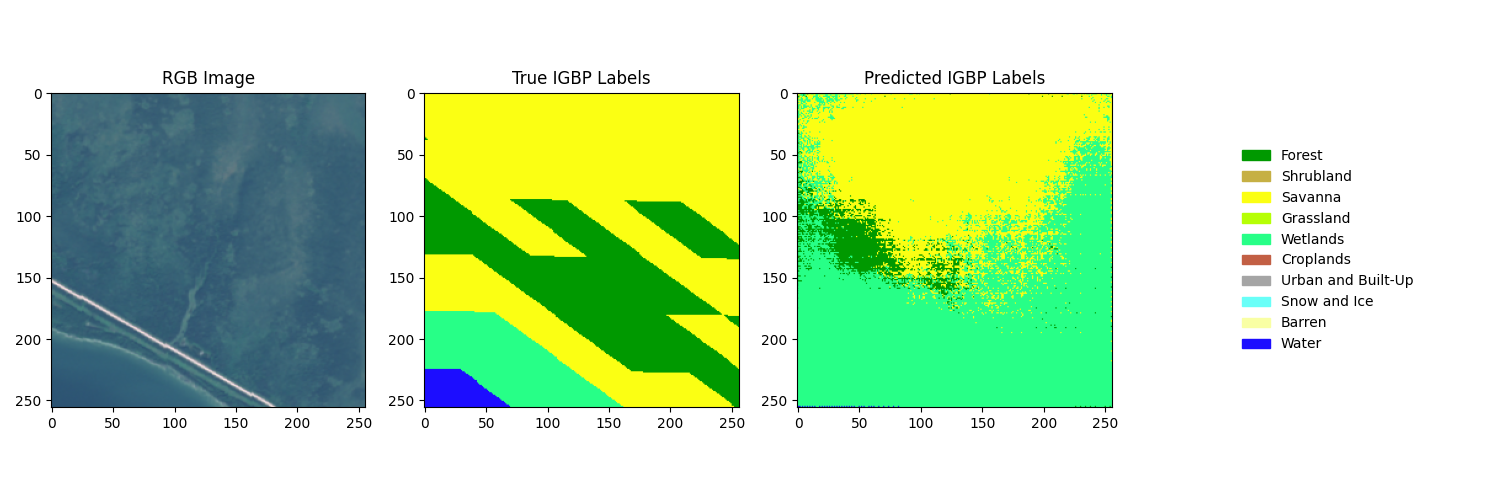 RGB Image
True IGBP Labels
Predicted IGBP Labels
0
50
100
150
200
250
0
50
100
150
200
250
0
50
100
150
200
250
0
50
100
150
200
250
0
50
100
150
200
250
0
50
100
150
200
250
Forest
Shrubland
Savanna
Grassland
Wetlands
Croplands
Urban and Built-Up
Snow and Ice
Barren
Water